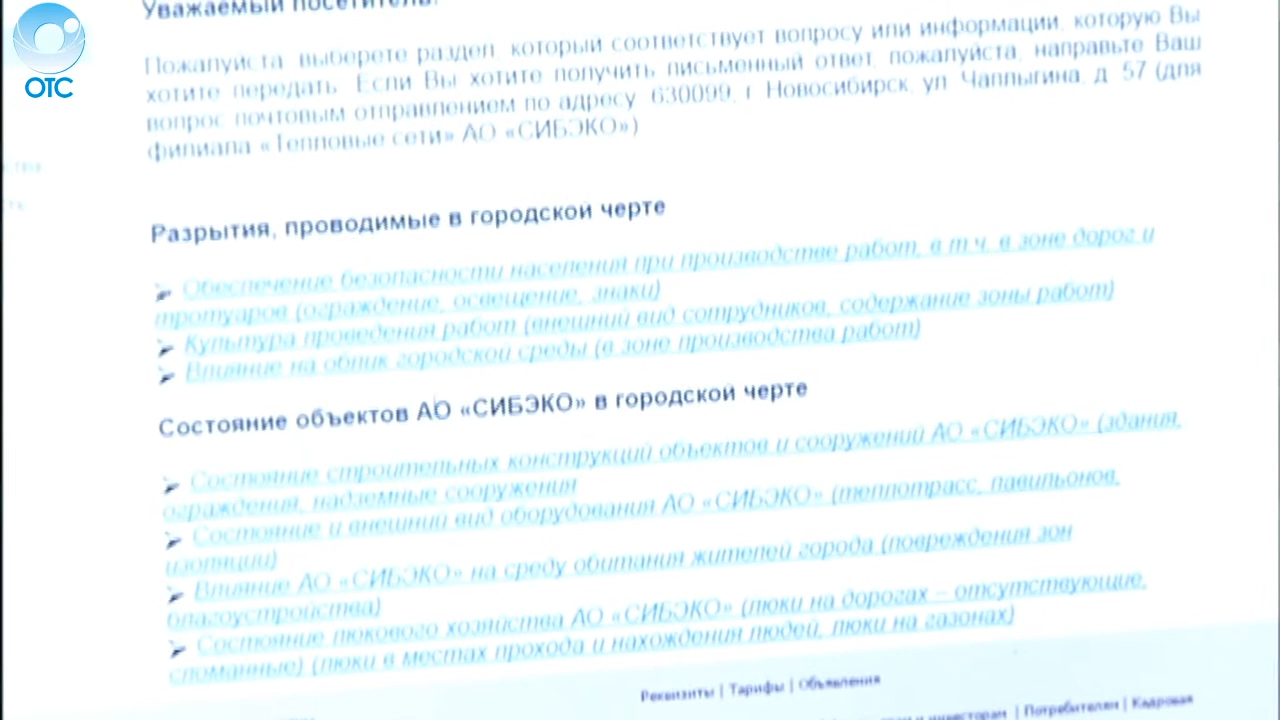 ОТС
Уважаемый посетитель!
Пожалуйста, выберете раздел, который соответствует вопросу или информации, которую Вы
хотите передать. Если Вы хотите получить письменный ответ, пожалуйста, направьте Ваш
вопрос почтовым отправлением по адресу: 630099, г. Новосибирск, ул. Чаплыгина, д. 57 (для
филиала «Тепловые сети» АО «СИБЭКО»)
Разрытия, проводимые в городской черте
➢ Обеспечение безопасности населения при производстве работ, в т.ч. в зоне дорог и
тротуаров (ограждение, освещение, знаки)
➢ Культура проведения работ (внешний вид сотрудников, содержание зоны работ)
➢ Влияние на облик городской среды (в зоне производства работ)
Состояние объектов АО «СИБЭКО» в городской черте
➢ Состояние строительных конструкций объектов и сооружений АО «СИБЭКО» (здания,
ограждения, надземные сооружения
➢ Состояние и внешний вид оборудования АО «СИБЭКО» (теплотрасс, павильонов,
изоляции)
➢ Влияние АО «СИБЭКО» на среду обитания жителей города (повреждения зон
благоустройства)
➢ Состояние люкового хозяйства АО «СИБЭКО» (люки на дорогах – отсутствующие,
сломанные) (люки в местах прохода и нахождения людей, люки на газонах)
Реквизиты | Тарифы | Объявления
и инвесторам | Потребителям | Кадровая